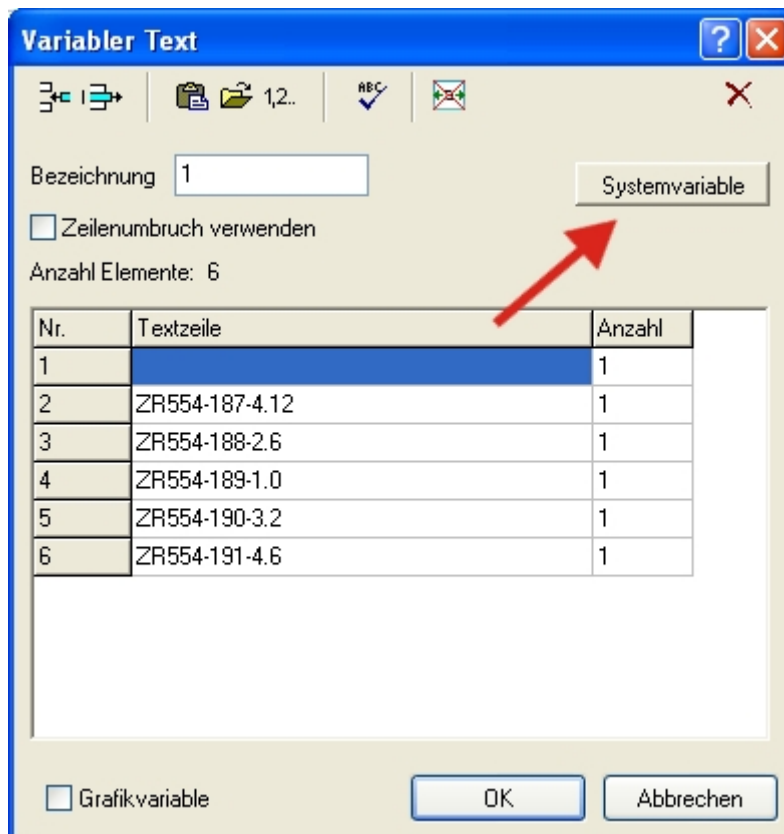 Variabler Text
1,2..
ABC
Bezeichnung 1
Systemvariable
Zeilenumbruch verwenden
Anzahl Elemente: 6
Nr. Textzeile Anzahl
1 1
2 ZR554-187-4.12 1
3 ZR554-188-2.6 1
4 ZR554-189-1.0 1
5 ZR554-190-3.2 1
6 ZR554-191-4.6 1
Grafikvariable
OK
Abbrechen